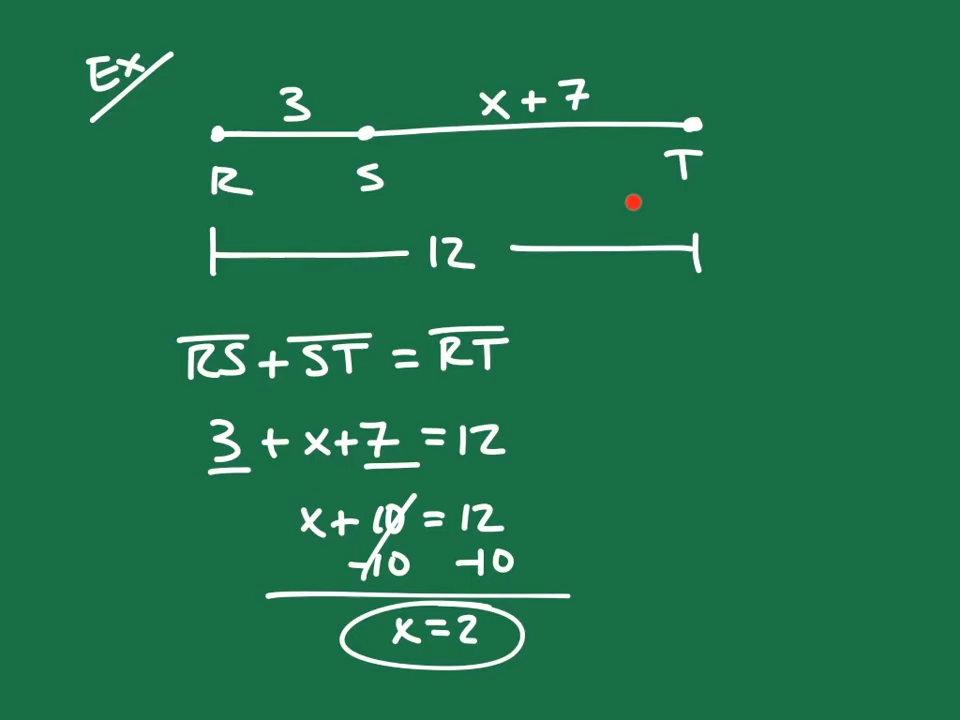 Ex
3 x + 7
R S T
12
RS + ST = RT
3 + x + 7 = 12
x + 10 = 12
-10 -10
x = 2